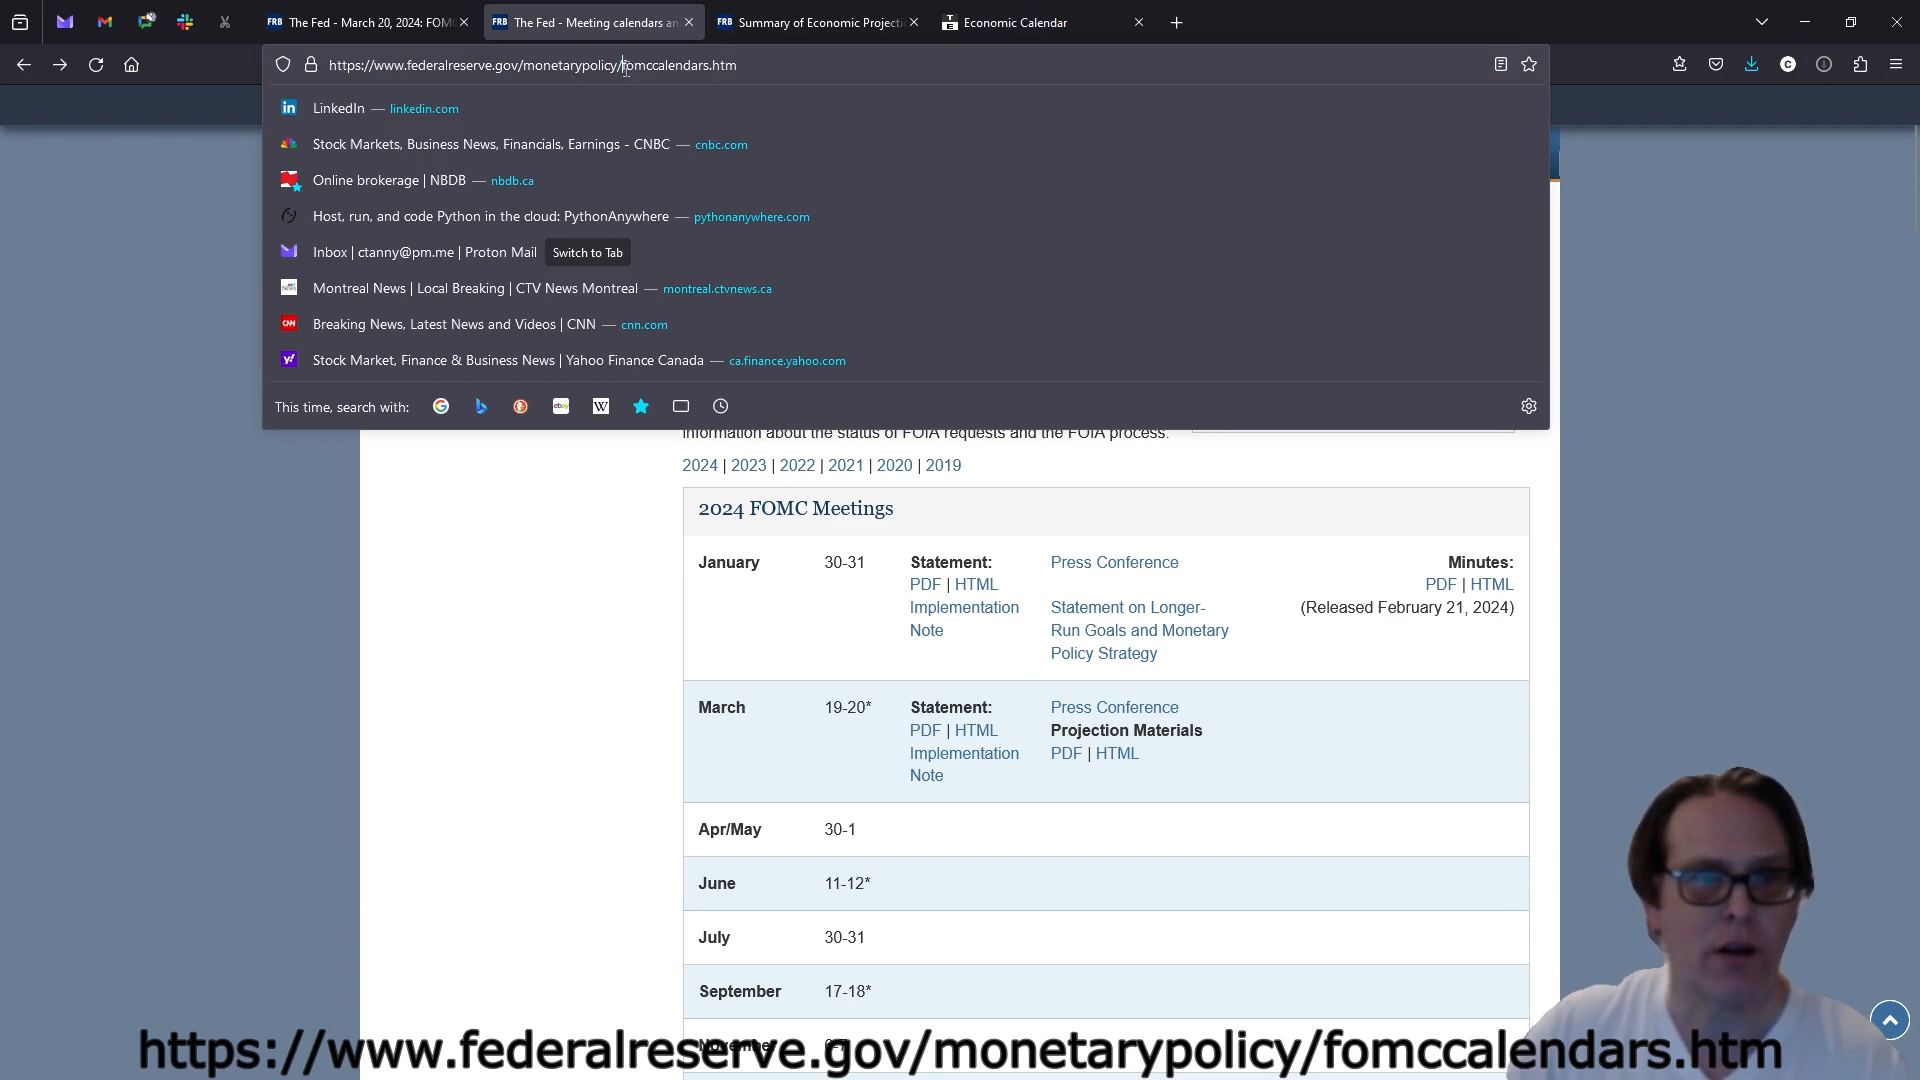 The Fed - March 20, 2024: FOMC
The Fed - Meeting calendars an
Summary of Economic Projecti
Economic Calendar
https://www.federalreserve.gov/monetarypolicy/fomccalendars.htm
LinkedIn — linkedin.com
Stock Markets, Business News, Financials, Earnings - CNBC — cnbc.com
Online brokerage | NBDB — nbdb.ca
Host, run, and code Python in the cloud: PythonAnywhere — pythonanywhere.com
Inbox | ctanny@pm.me | Proton Mail Switch to Tab
Montreal News | Local Breaking | CTV News Montreal — montreal.ctvnews.ca
Breaking News, Latest News and Videos | CNN — cnn.com
Stock Market, Finance & Business News | Yahoo Finance Canada — ca.finance.yahoo.com
This time, search with:
information about the status of FOIA requests and the FOIA process.
2024 | 2023 | 2022 | 2021 | 2020 | 2019
2024 FOMC Meetings
January 30-31 Statement: Press Conference Minutes:
PDF | HTML PDF | HTML
Implementation Statement on Longer- (Released February 21, 2024)
Note Run Goals and Monetary
Policy Strategy
March 19-20* Statement: Press Conference
PDF | HTML Projection Materials
Implementation PDF | HTML
Note
Apr/May 30-1
June 11-12*
July 30-31
September 17-18*
November 6-7
https://www.federalreserve.gov/monetarypolicy/fomccalendars.htm